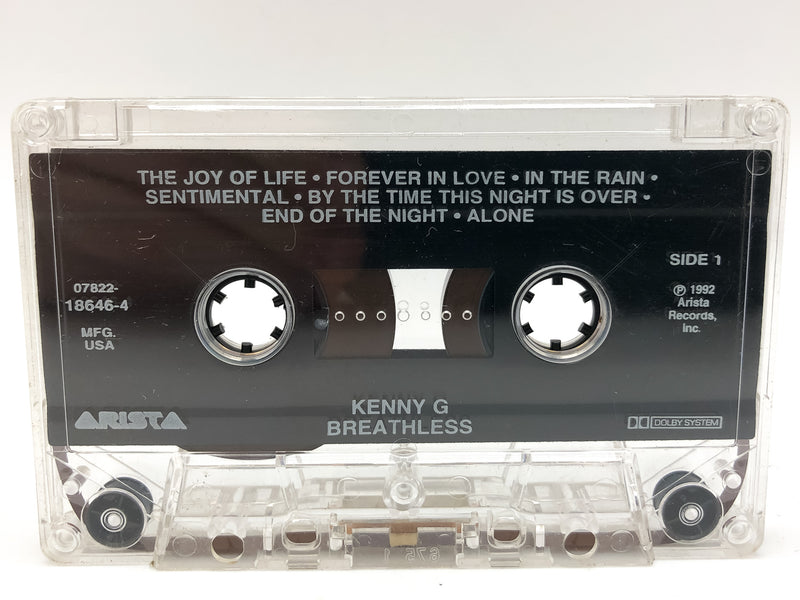 THE JOY OF LIFE • FOREVER IN LOVE • IN THE RAIN •
SENTIMENTAL • BY THE TIME THIS NIGHT IS OVER •
END OF THE NIGHT • ALONE
SIDE 1
07822-
18646-4
MFG.
USA
℗ 1992
Arista
Records,
Inc.
ARISTA
KENNY G
BREATHLESS
DOLBY SYSTEM